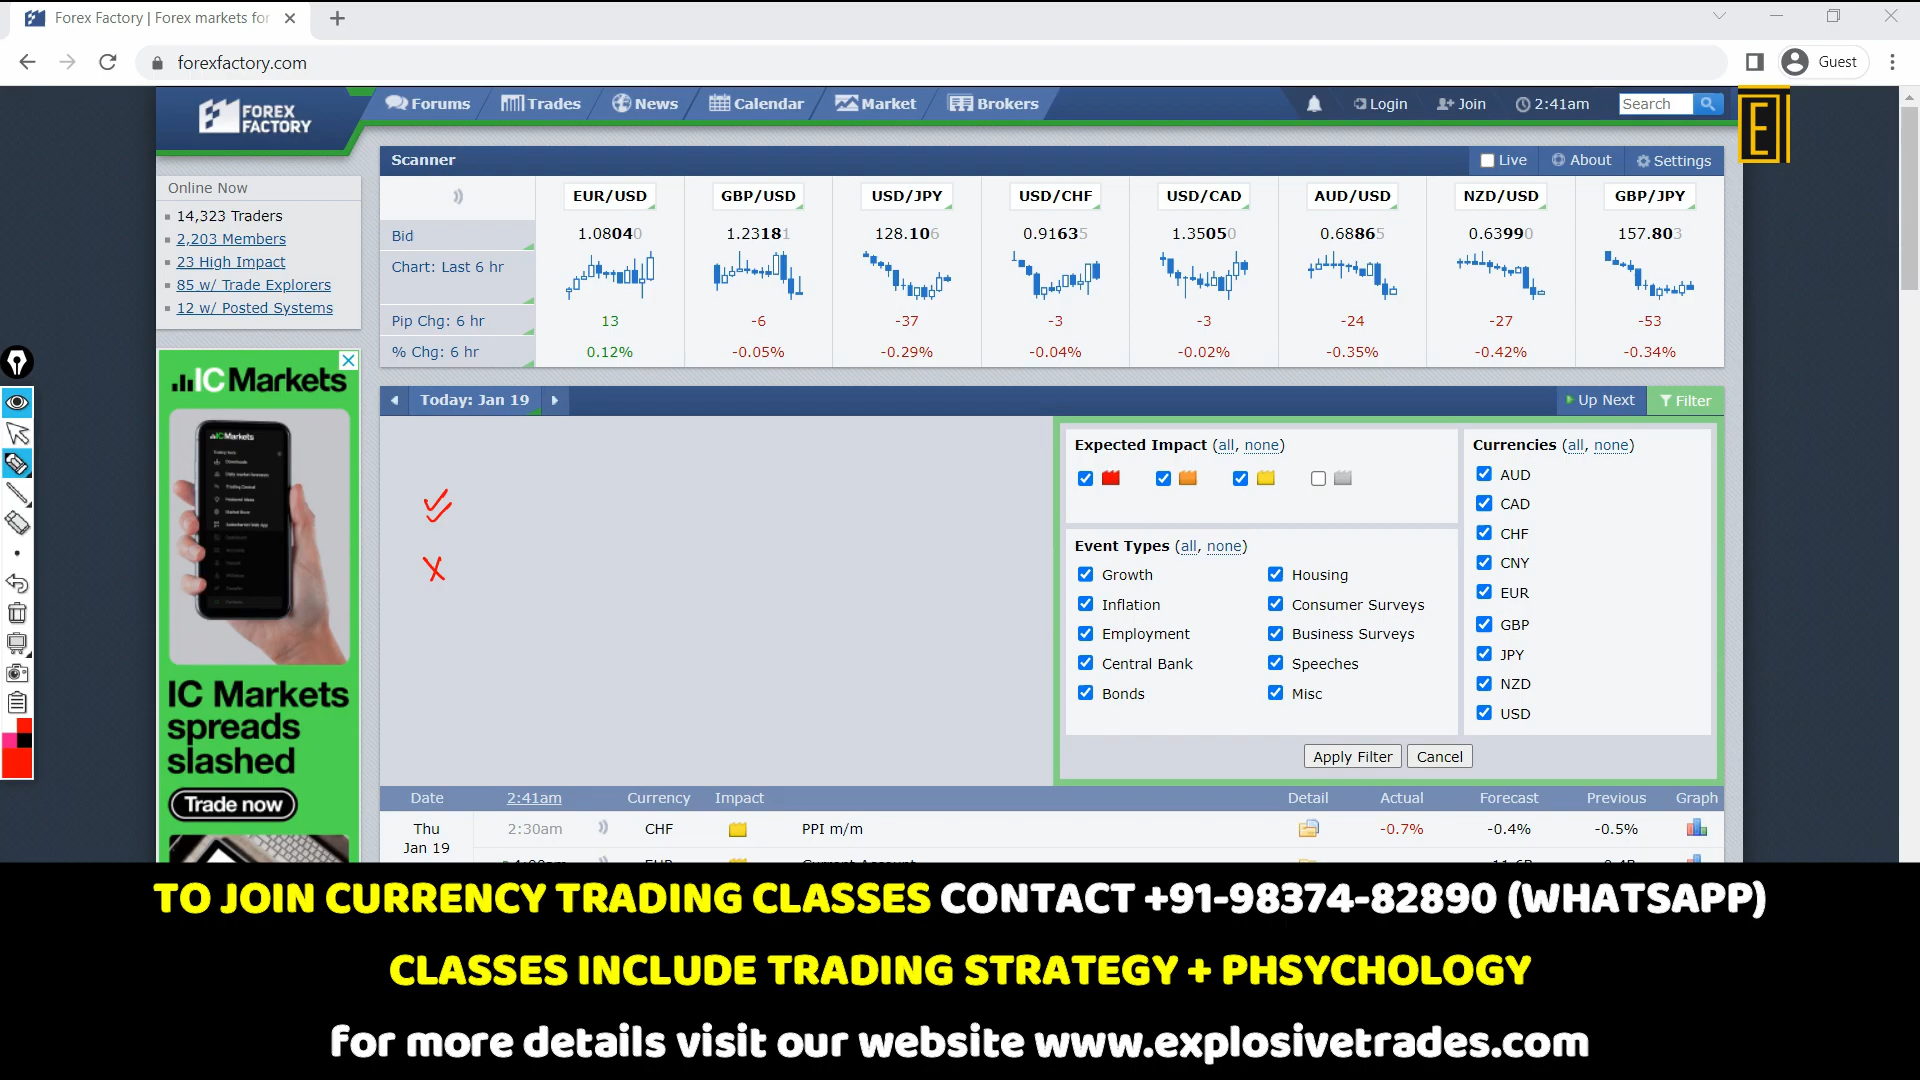 Forex Factory | Forex markets for
forexfactory.com
Guest
FOREX
FACTORY
Forums
Trades
News
Calendar
Market
Brokers
Login
Join
2:41am
Search
E
Online Now
14,323 Traders
2,203 Members
23 High Impact
85 w/ Trade Explorers
12 w/ Posted Systems
Scanner
Live
About
Settings
EUR/USD GBP/USD USD/JPY USD/CHF USD/CAD AUD/USD NZD/USD GBP/JPY
Bid 1.08040 1.23181 128.106 0.91635 1.35050 0.68865 0.63990 157.803
Chart: Last 6 hr
Pip Chg: 6 hr 13 -6 -37 -3 -3 -24 -27 -53
% Chg: 6 hr 0.12% -0.05% -0.29% -0.04% -0.02% -0.35% -0.42% -0.34%
IC Markets
IC Markets
IC Markets
spreads
slashed
Trade now
Today: Jan 19
Up Next
Filter
Expected Impact (all, none)
Event Types (all, none)
Growth
Housing
Inflation
Consumer Surveys
Employment
Business Surveys
Central Bank
Speeches
Bonds
Misc
Currencies (all, none)
AUD
CAD
CHF
CNY
EUR
GBP
JPY
NZD
USD
Apply Filter
Cancel
Date 2:41am Currency Impact Detail Actual Forecast Previous Graph
Thu 2:30am CHF PPI m/m -0.7% -0.4% -0.5%
Jan 19
TO JOIN CURRENCY TRADING CLASSES CONTACT +91-98374-82890 (WHATSAPP)
CLASSES INCLUDE TRADING STRATEGY + PHSYCHOLOGY
for more details visit our website www.explosivetrades.com